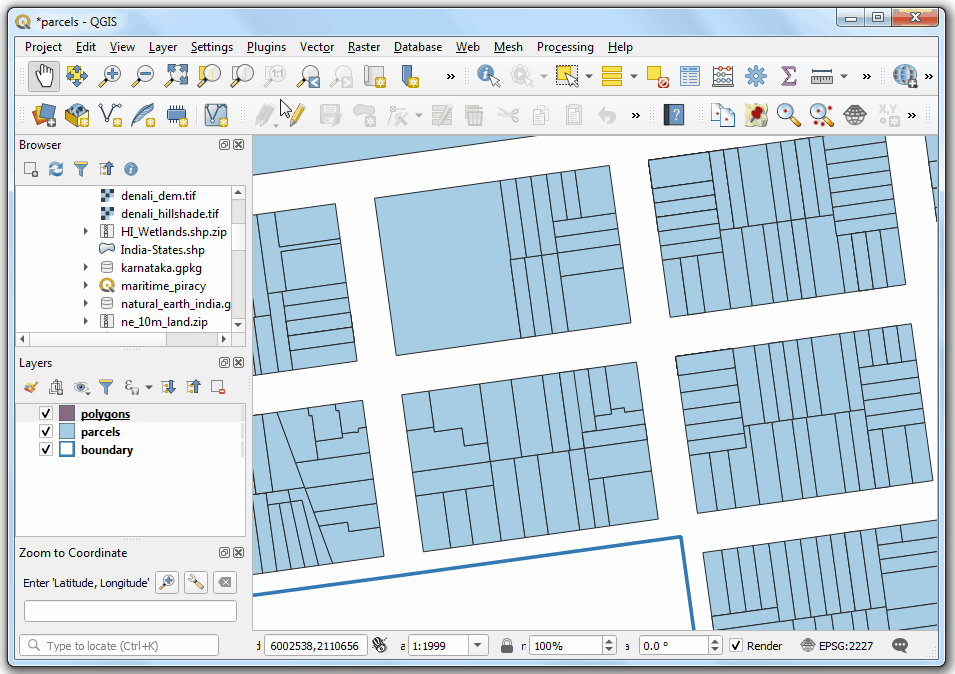 *parcels - QGIS
Project Edit View Layer Settings Plugins Vector Raster Database Web Mesh Processing Help
1:1
»
»
»
»
?
X,Y
»
Browser
denali_dem.tif
denali_hillshade.tif
HI_Wetlands.shp.zip
India-States.shp
karnataka.gpkg
maritime_piracy
natural_earth_india.g
ne_10m_land.zip
Layers
polygons
parcels
boundary
Zoom to Coordinate
Enter 'Latitude, Longitude'
Type to locate (Ctrl+K)
6002538,2110656
1:1999
100%
0.0 °
Render
EPSG:2227